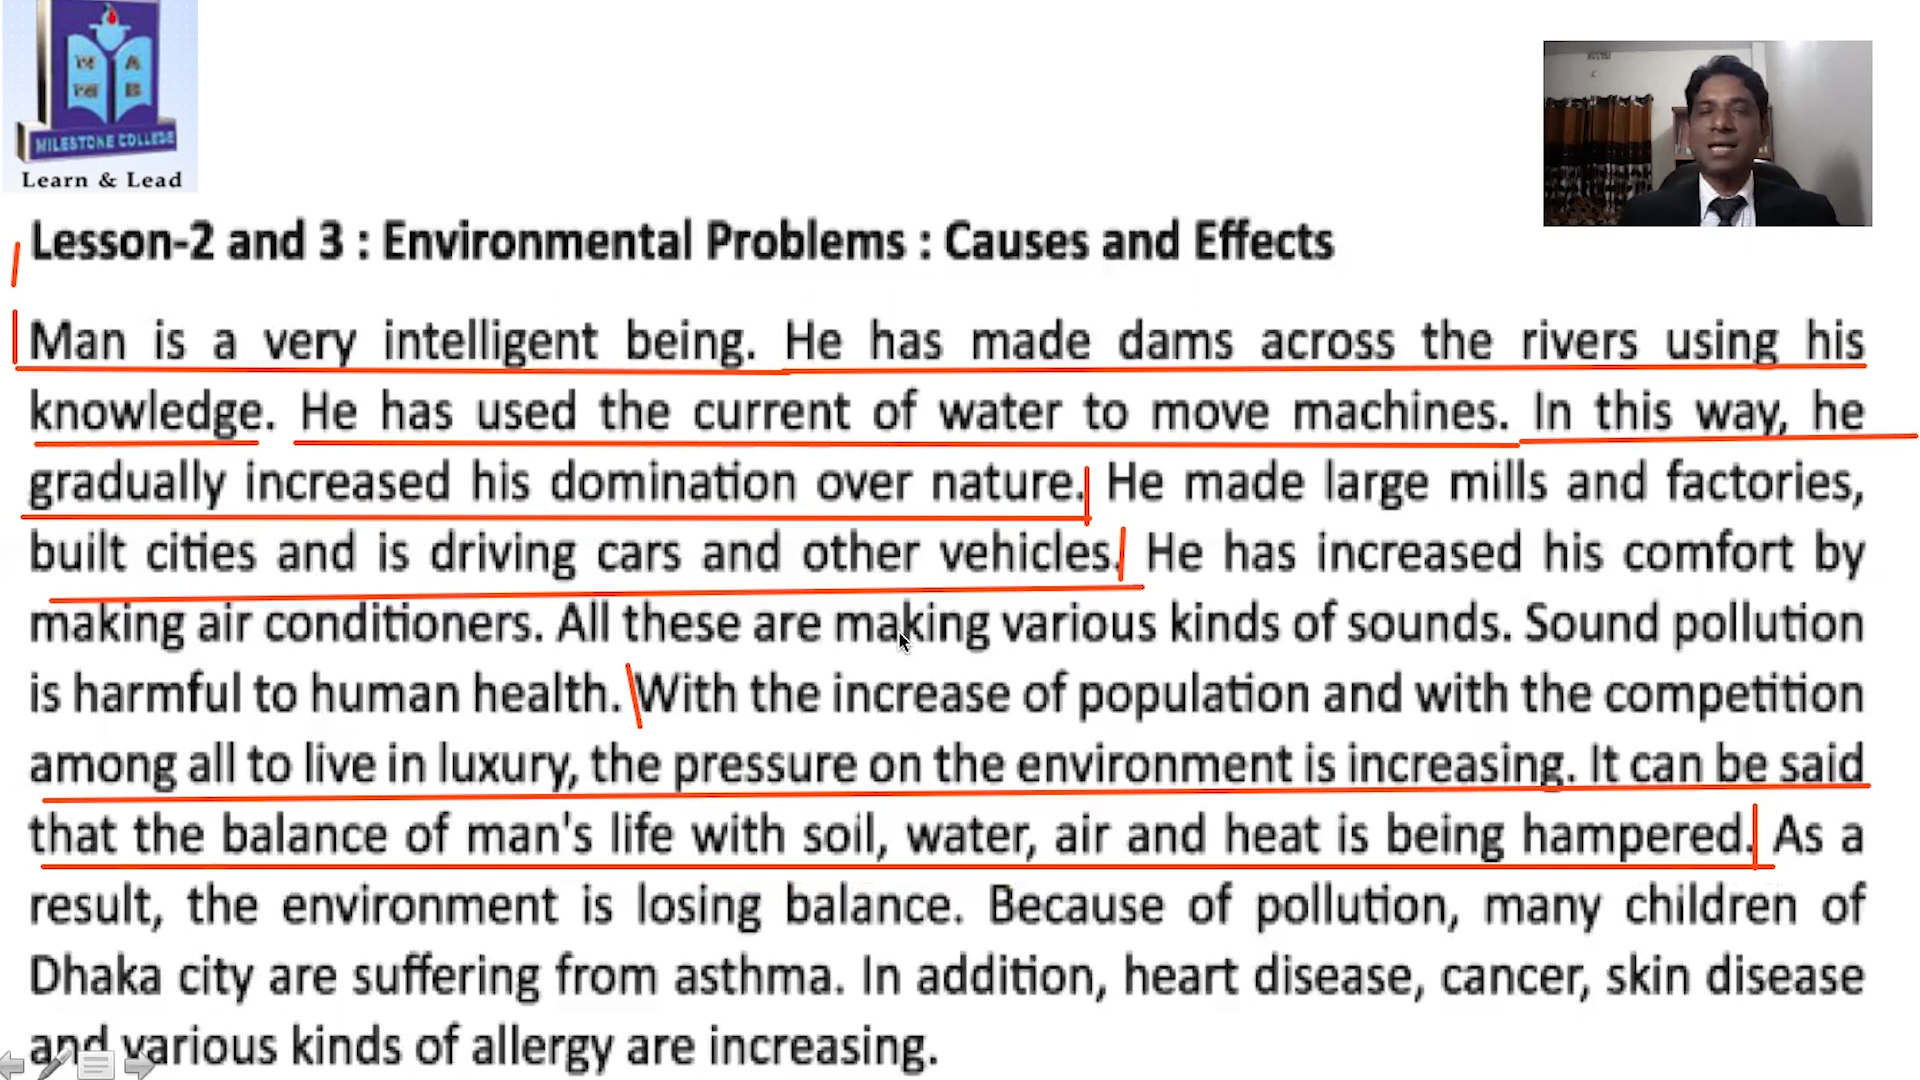 MILESTONE COLLEGE
Learn & Lead
Lesson-2 and 3 : Environmental Problems : Causes and Effects
Man is a very intelligent being. He has made dams across the rivers using his
knowledge. He has used the current of water to move machines. In this way, he
gradually increased his domination over nature. He made large mills and factories,
built cities and is driving cars and other vehicles. He has increased his comfort by
making air conditioners. All these are making various kinds of sounds. Sound pollution
is harmful to human health. With the increase of population and with the competition
among all to live in luxury, the pressure on the environment is increasing. It can be said
that the balance of man's life with soil, water, air and heat is being hampered. As a
result, the environment is losing balance. Because of pollution, many children of
Dhaka city are suffering from asthma. In addition, heart disease, cancer, skin disease
and various kinds of allergy are increasing.